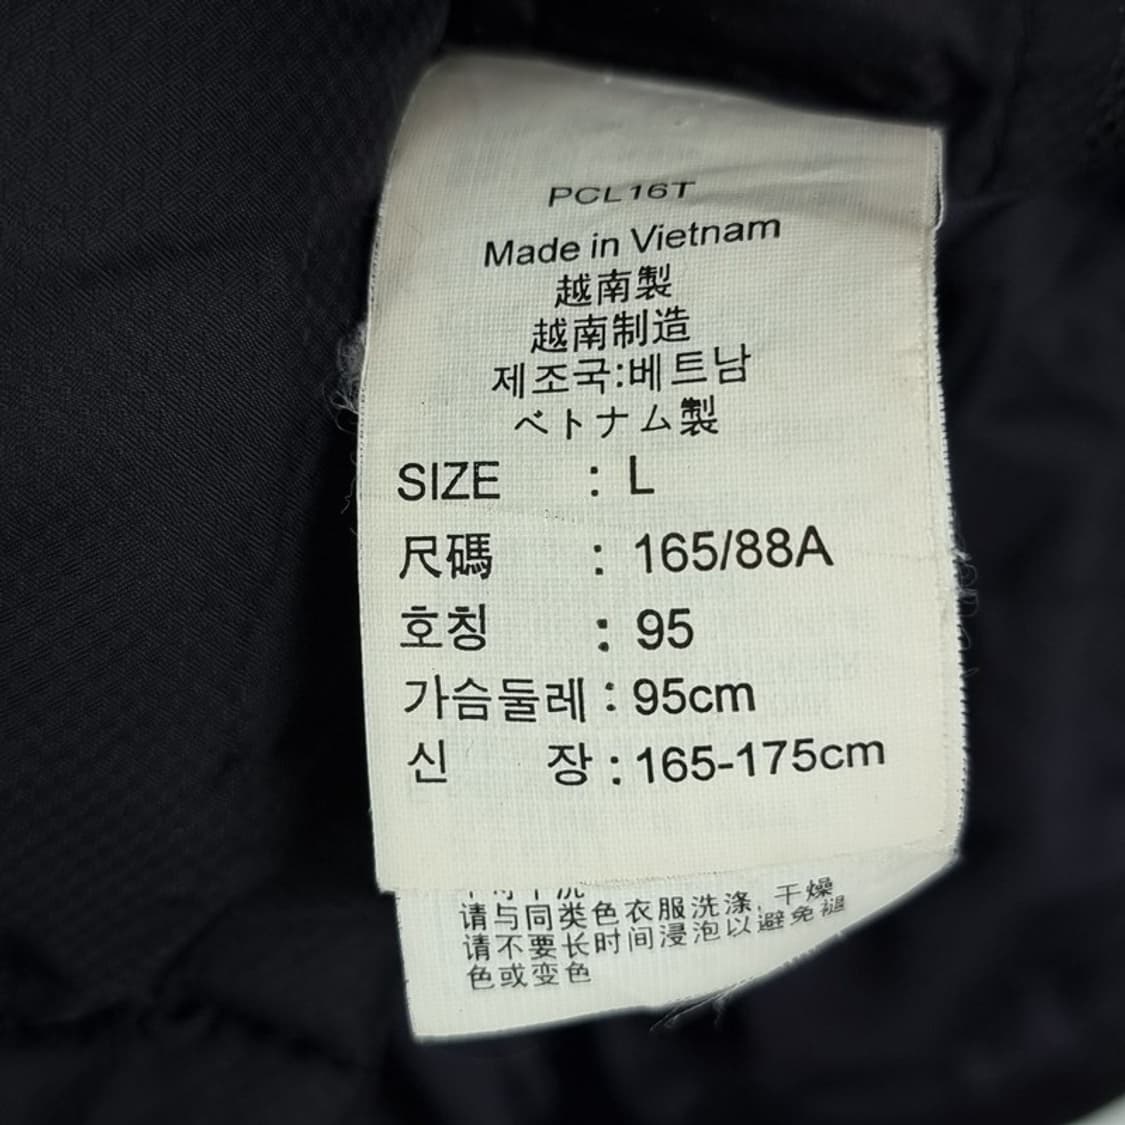 PCL16T
Made in Vietnam
越南製
越南制造
제조국:베트남
ベトナム製
SIZE : L
尺碼 : 165/88A
호칭 : 95
가슴둘레 : 95cm
신 장 : 165-175cm
请与同类色衣服洗涤, 干燥
请不要长时间浸泡以避免褪
色或变色